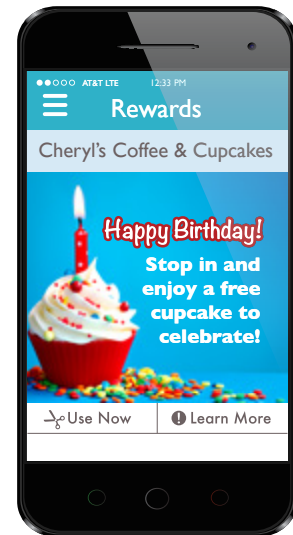 AT&T LTE 12:33 PM
Rewards
Cheryl's Coffee & Cupcakes
Happy Birthday!
Stop in and
enjoy a free
cupcake to
celebrate!
Use Now Learn More